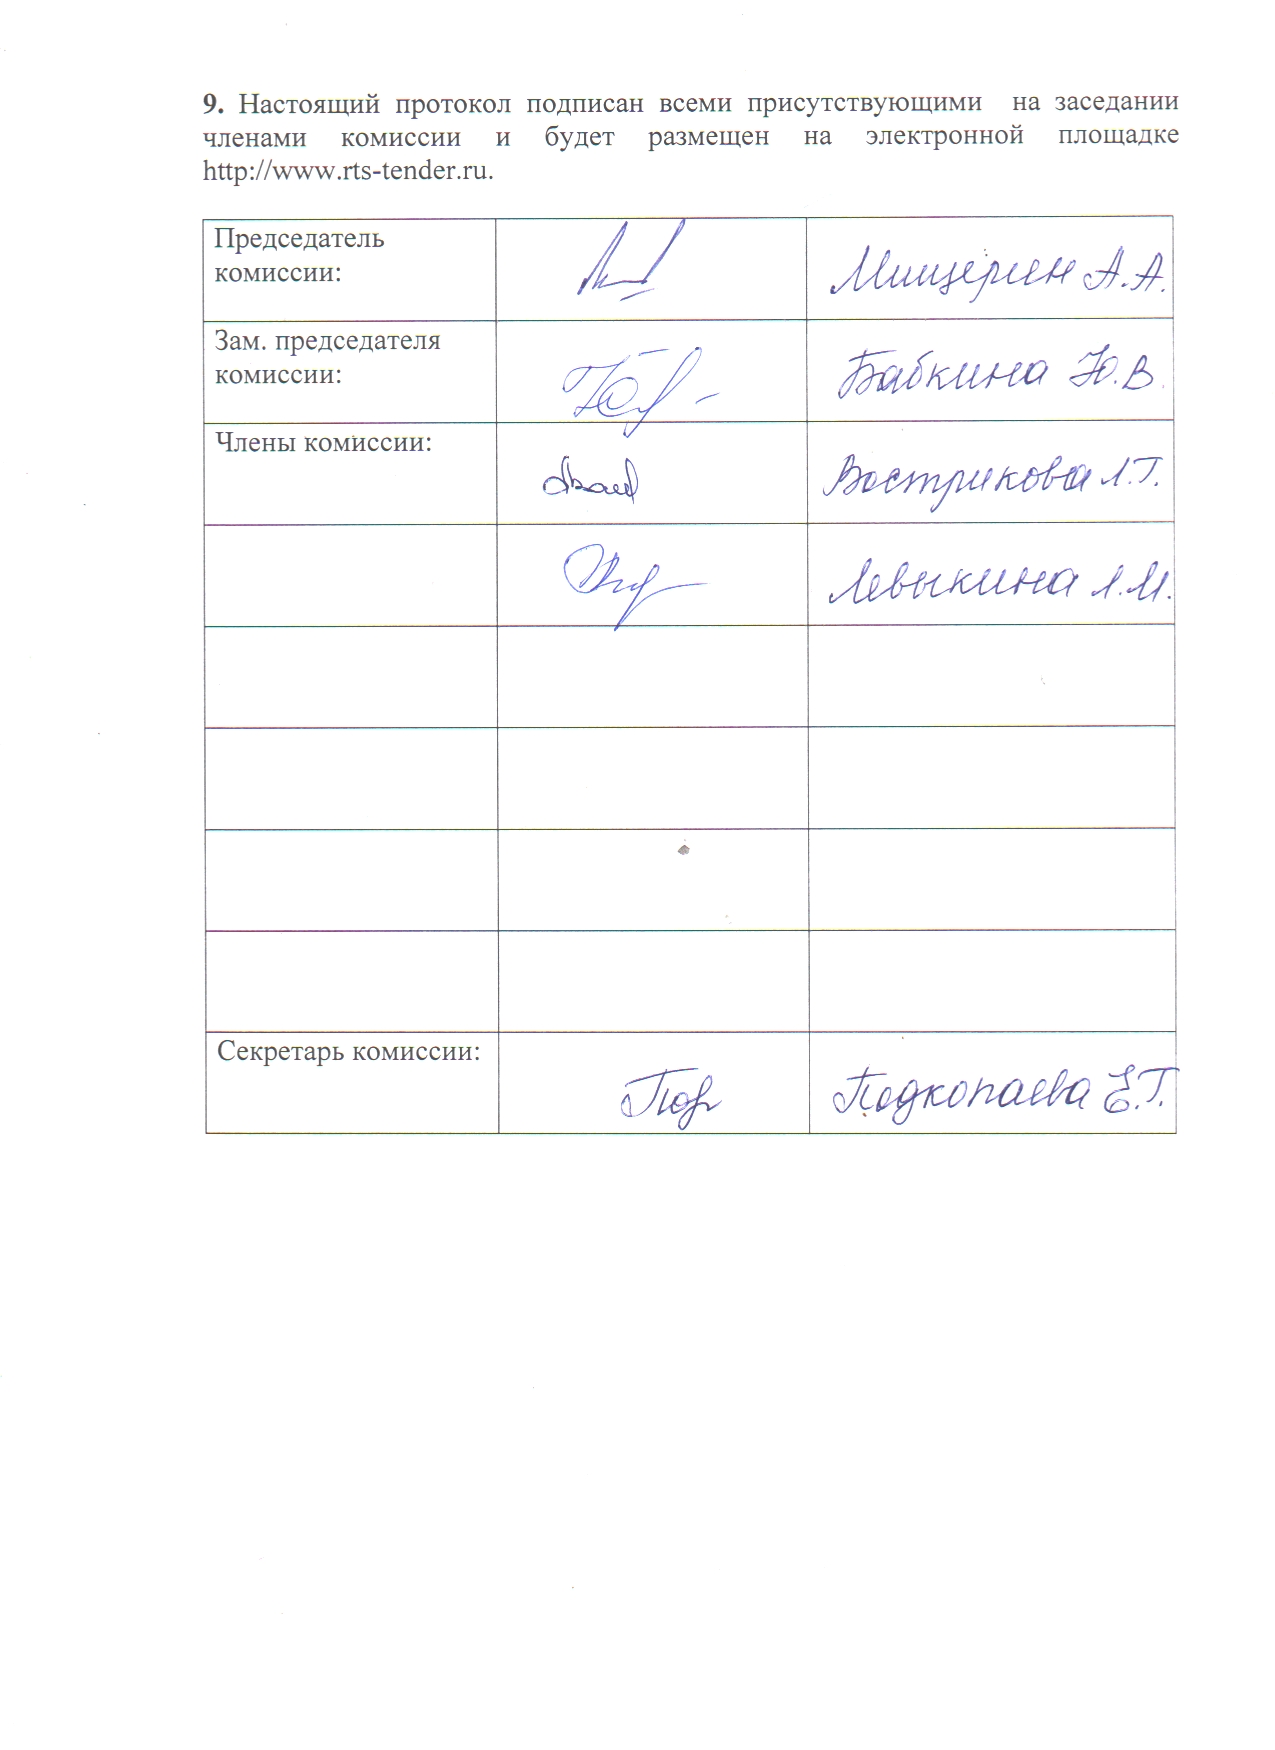 9. Настоящий протокол подписан всеми присутствующими на заседании
членами комиссии и будет размещен на электронной площадке
http://www.rts-tender.ru.
Председатель
комиссии:
Мищерин А.А.
Зам. председателя
комиссии:
Бабкина Ю.В.
Члены комиссии:
Вострикова Л.Г.
Левыкина Л.И.
Секретарь комиссии:
Подкопаева Е.Г.